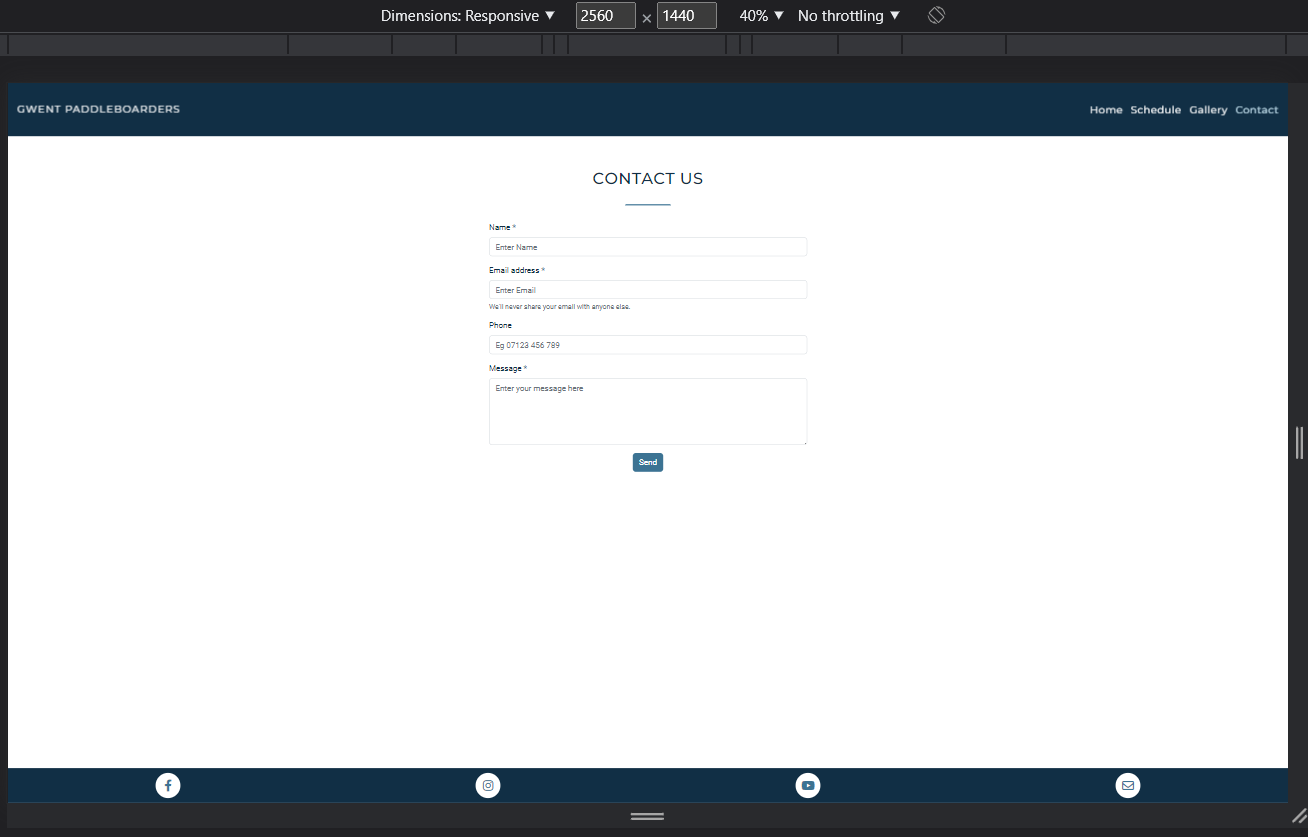 Dimensions: Responsive ▼ 2560 × 1440 40% ▼ No throttling ▼
GWENT PADDLEBOARDERS
Home Schedule Gallery Contact
CONTACT US
Name *
Enter Name
Email address *
Enter Email
We'll never share your email with anyone else.
Phone
Eg 07123 456 789
Message *
Enter your message here
Send